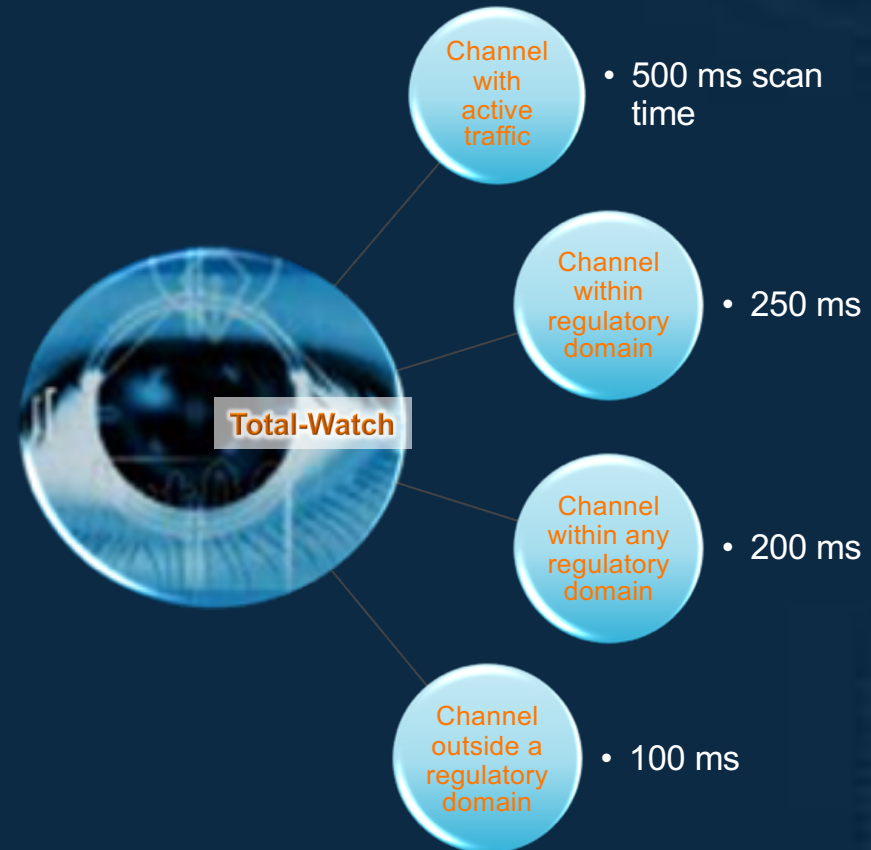 Channel
with
active
traffic
• 500 ms scan
time
Channel
within
regulatory
domain
• 250 ms
Total-Watch
Channel
within any
regulatory
domain
• 200 ms
Channel
outside a
regulatory
domain
• 100 ms